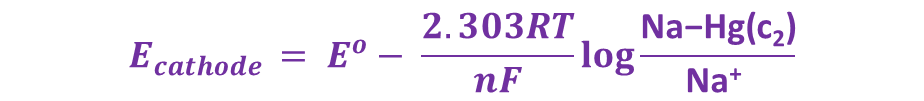 E_cathode = E^o − 2.303RT/nF log Na–Hg(c₂)/Na⁺